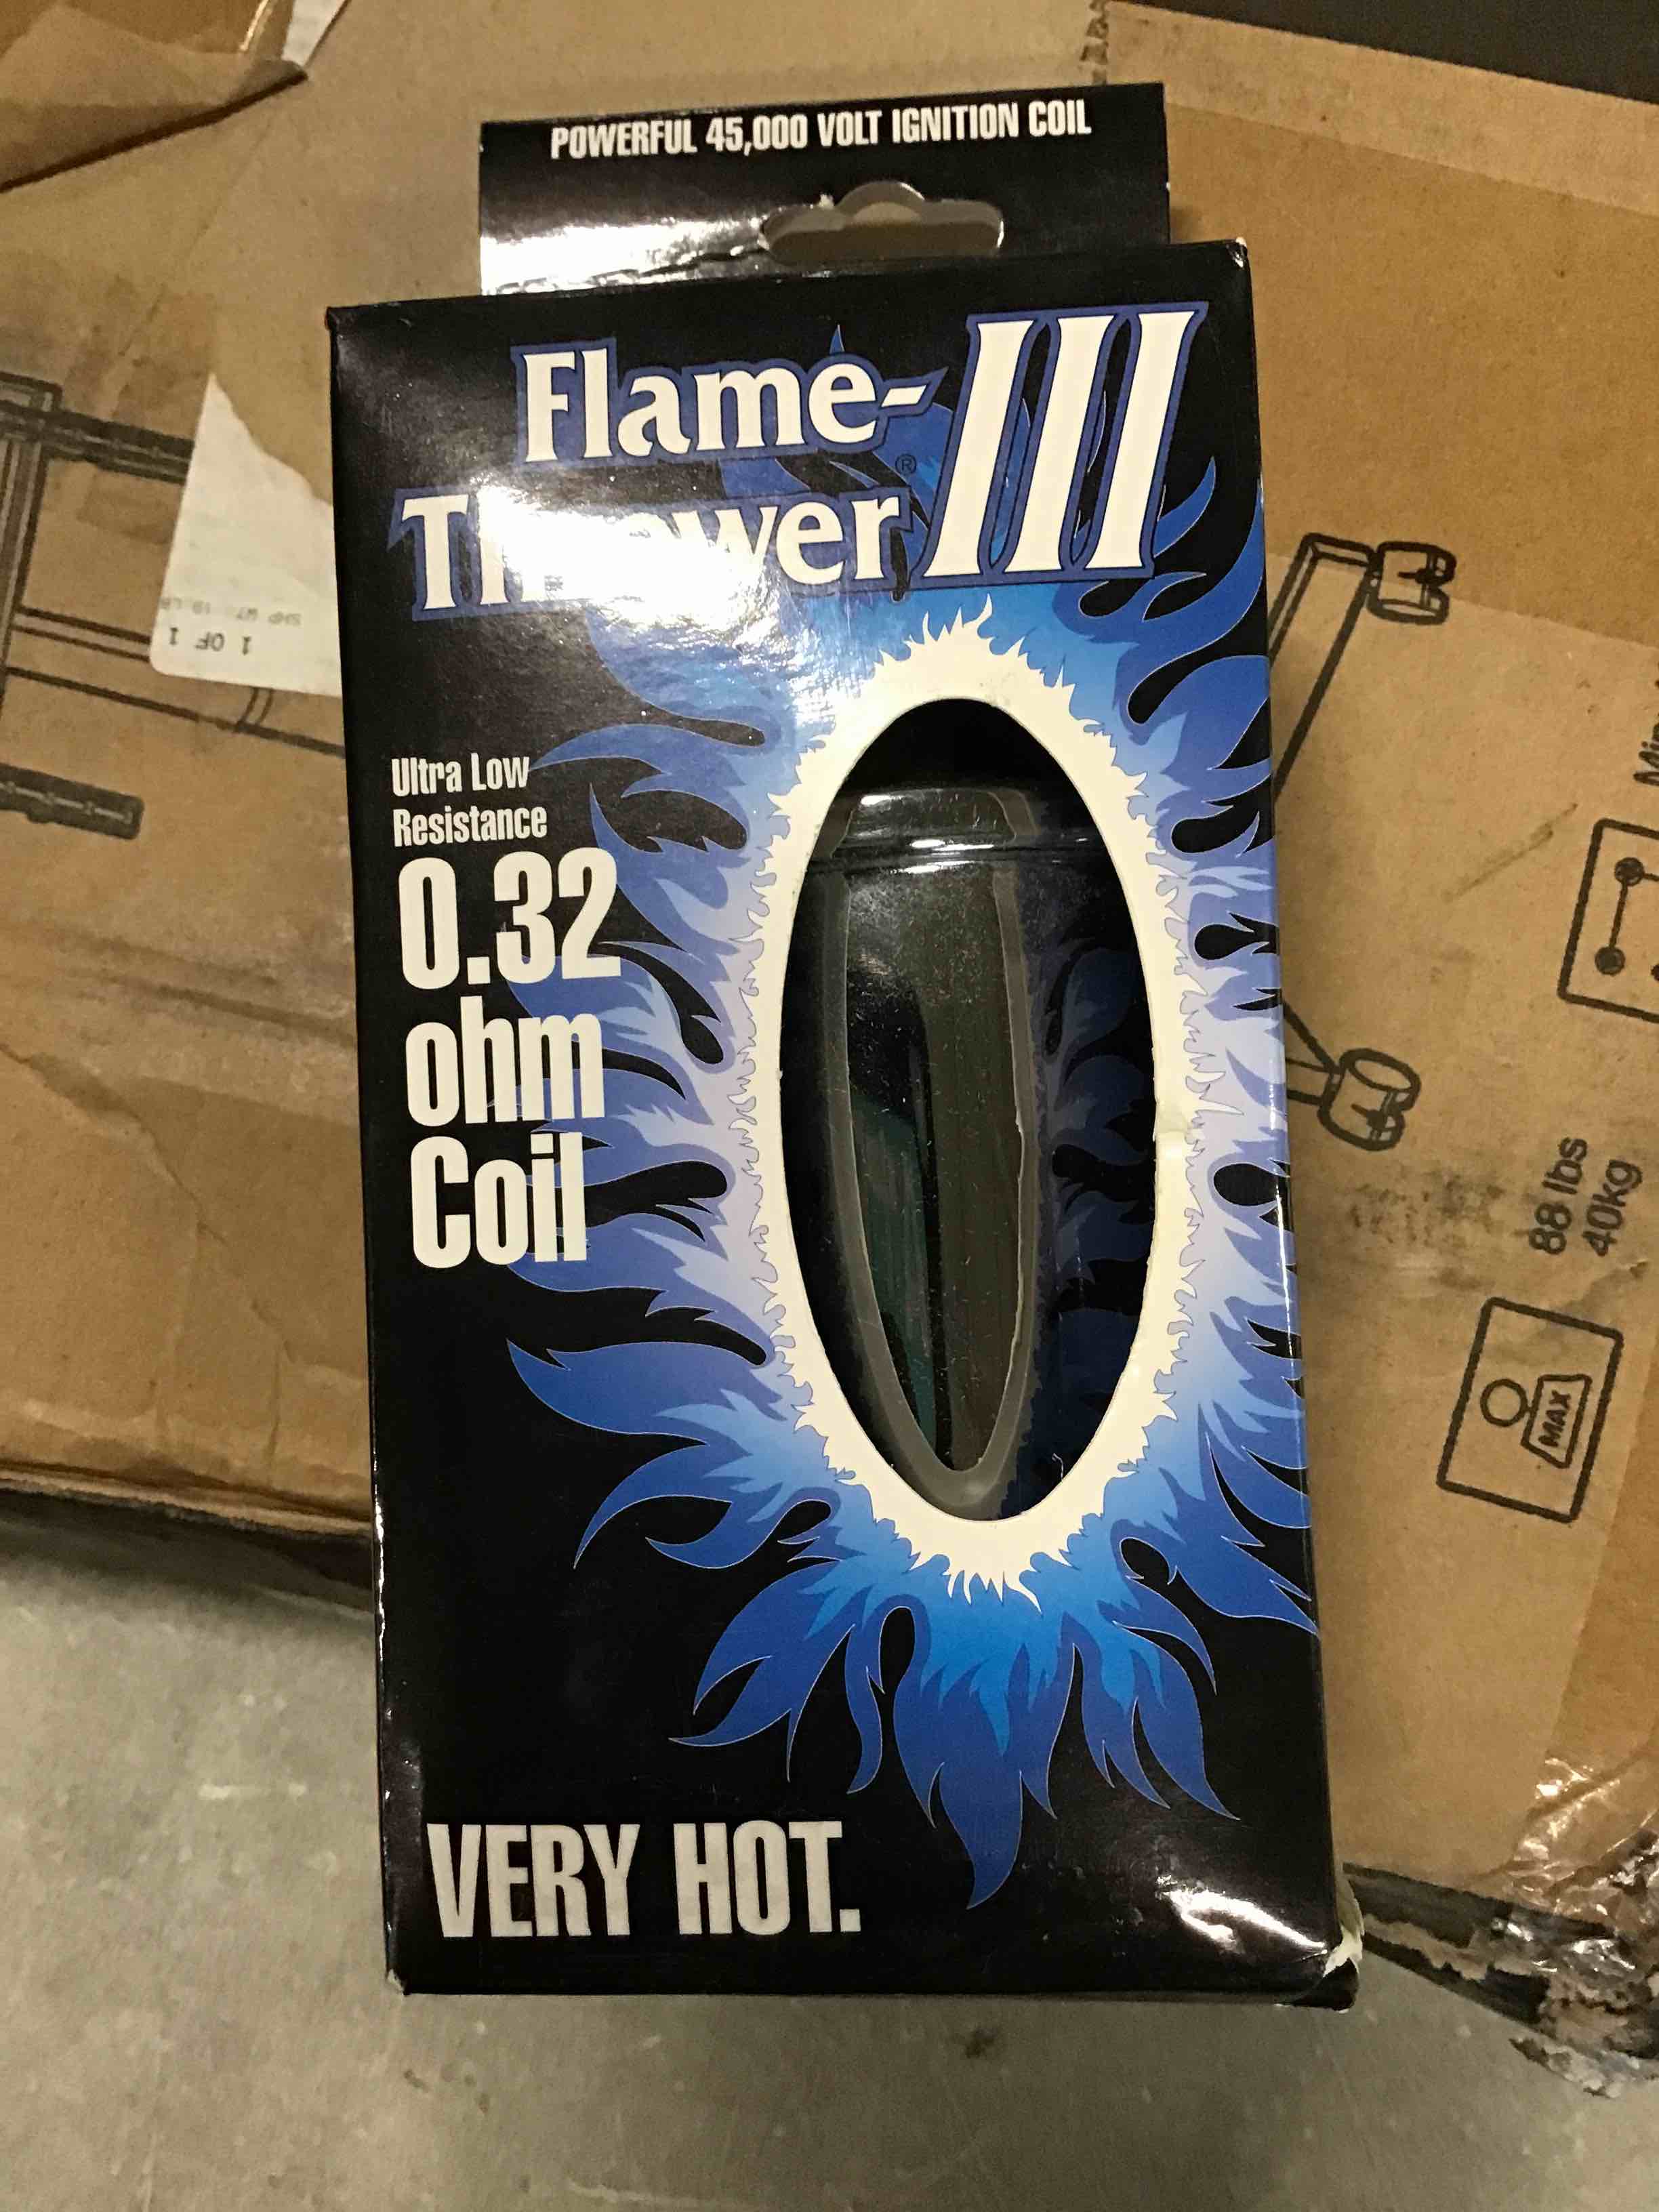 POWERFUL 45,000 VOLT IGNITION COIL
Flame-
Thrower III
®
Ultra Low
Resistance
0.32
ohm
Coil
VERY HOT.
1 OF 1
88 lbs
40kg
MAX